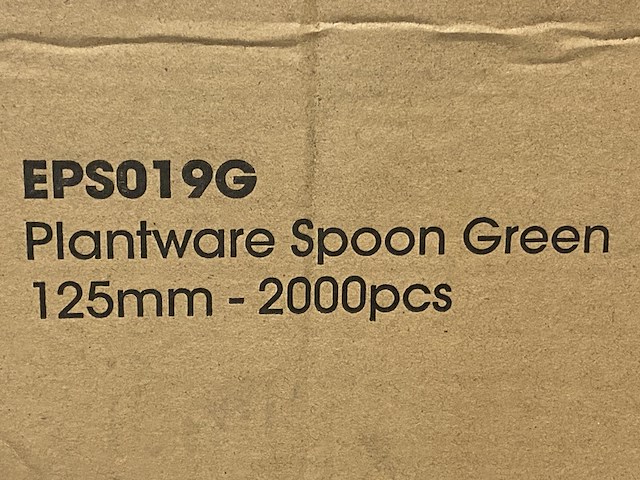 EPS019G
Plantware Spoon Green
125mm - 2000pcs